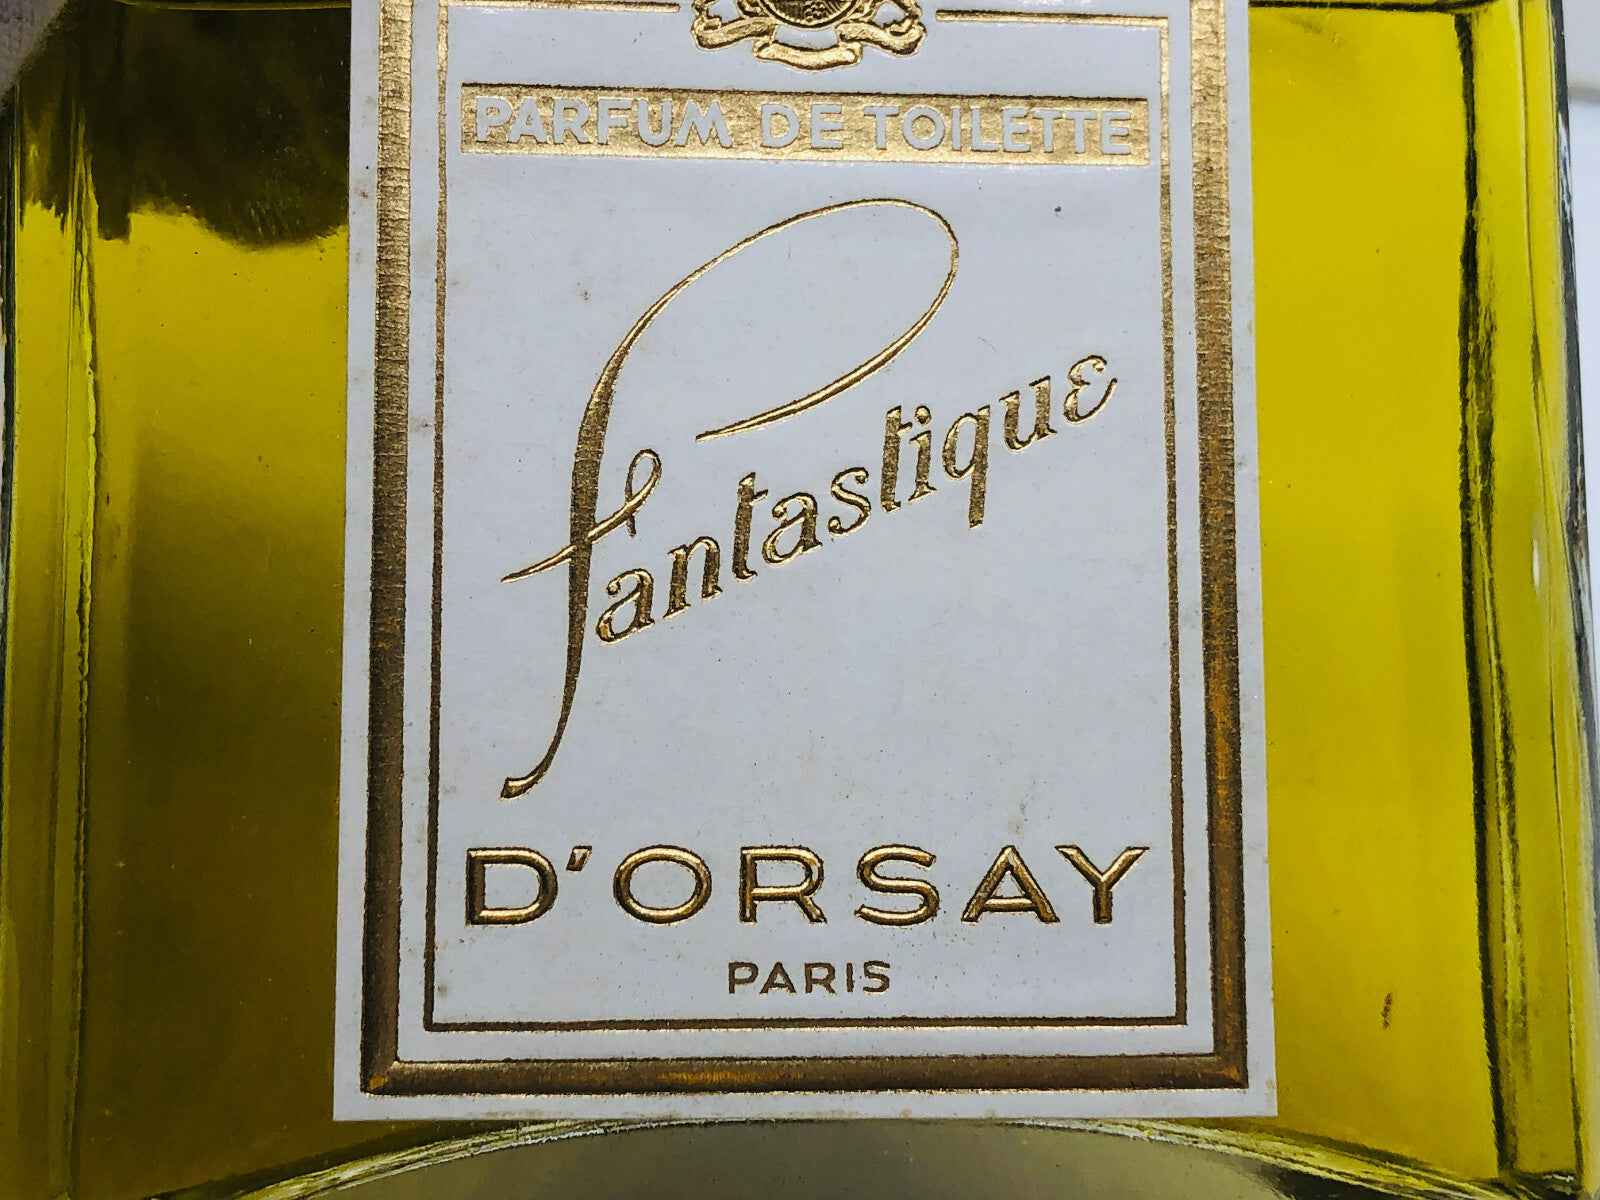 PARFUM DE TOILETTE
fantastique
D'ORSAY
PARIS